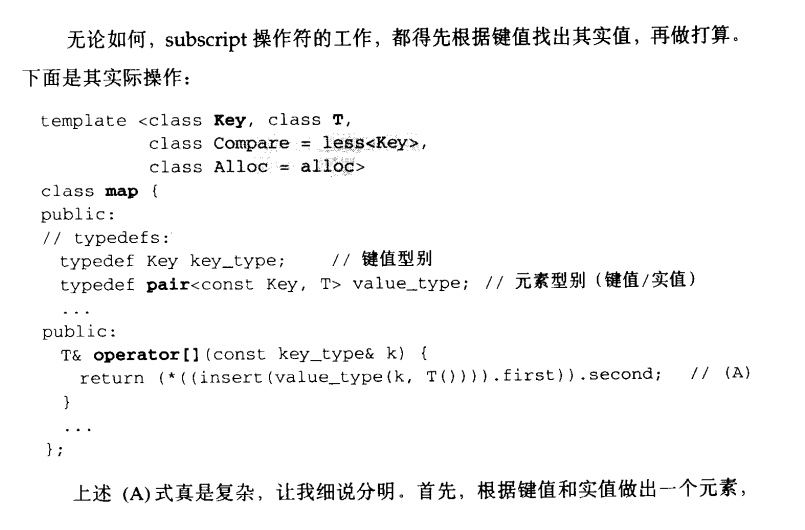 无论如何，subscript 操作符的工作，都得先根据键值找出其实值，再做打算。
下面是其实际操作：
template <class Key, class T,
class Compare = less<Key>,
class Alloc = alloc>
class map {
public:
// typedefs:
typedef Key key_type; // 键值型别
typedef pair<const Key, T> value_type; // 元素型别（键值/实值）
...
public:
T& operator[](const key_type& k) {
return (*((insert(value_type(k, T()))).first)).second; // (A)
}
...
};
上述 (A)式真是复杂，让我细说分明。首先，根据键值和实值做出一个元素，